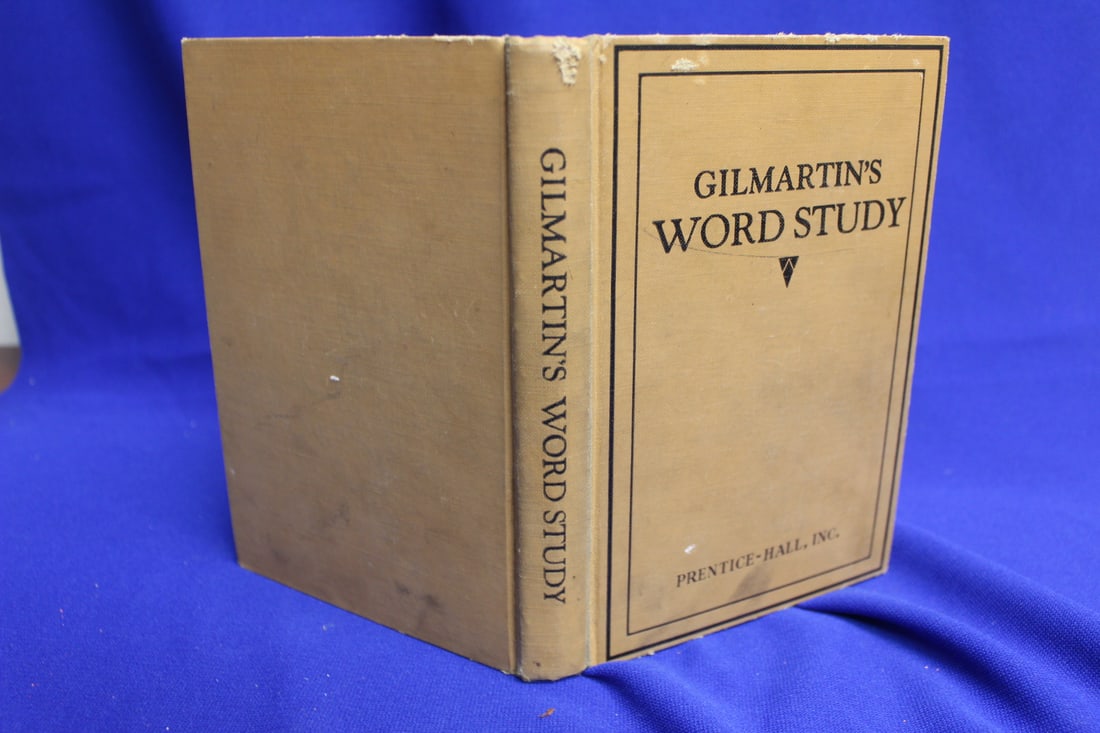 GILMARTIN'S WORD STUDY
GILMARTIN'S
WORD STUDY
PRENTICE-HALL, INC.